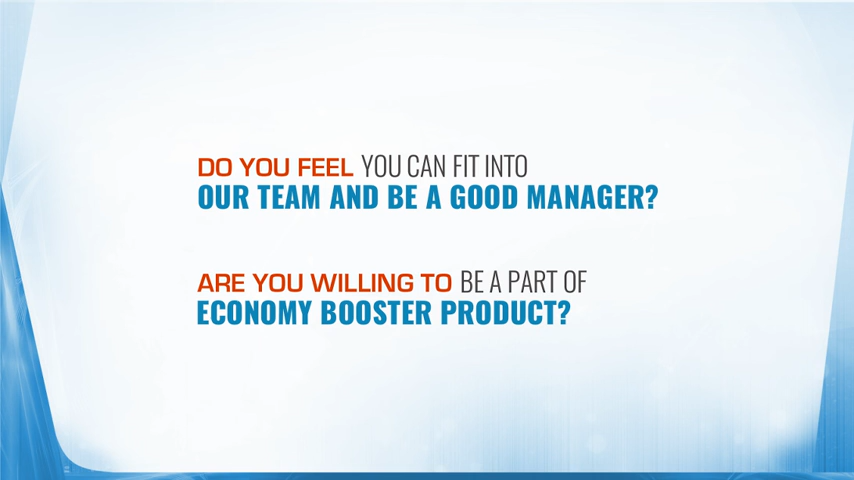 DO YOU FEEL YOU CAN FIT INTO
OUR TEAM AND BE A GOOD MANAGER?
ARE YOU WILLING TO BE A PART OF
ECONOMY BOOSTER PRODUCT?